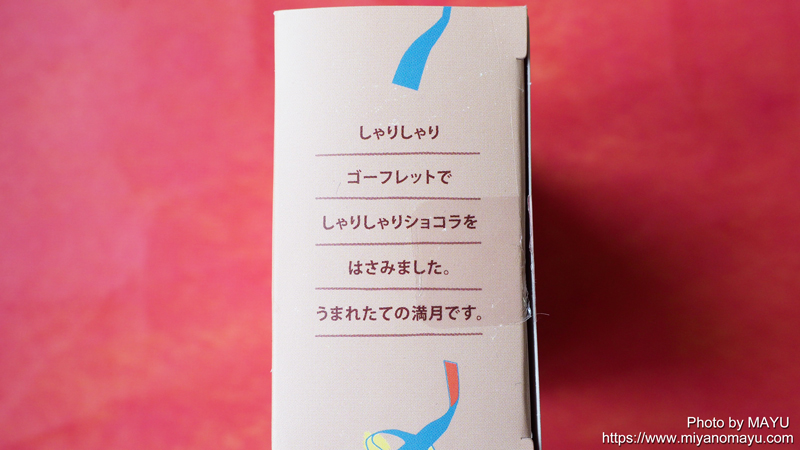 しゃりしゃり
ゴーフレットで
しゃりしゃりショコラを
はさみました。
うまれたての満月です。
Photo by MAYU
https://www.miyanomayu.com